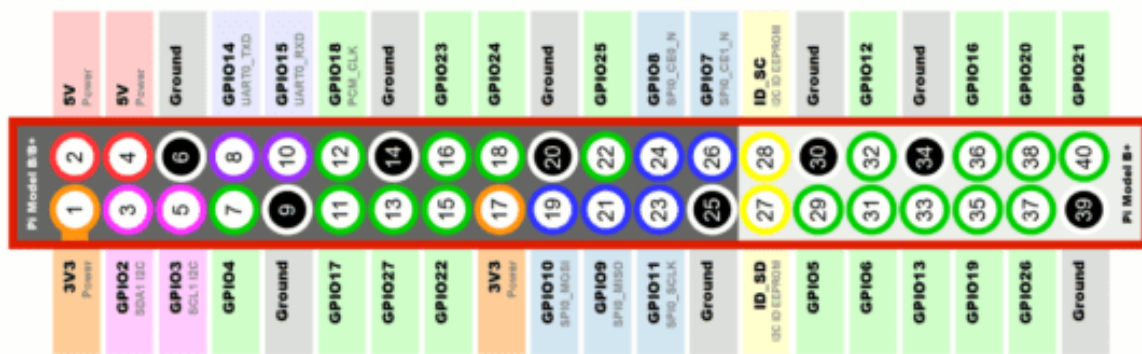 5V
Power
5V
Power
Ground
GPIO14
UART0_TXD
GPIO15
UART0_RXD
GPIO18
PCM_CLK
Ground
GPIO23
GPIO24
Ground
GPIO25
GPIO8
SPI0_CE0_N
GPIO7
SPI0_CE1_N
ID_SC
I2C ID EEPROM
Ground
GPIO12
Ground
GPIO16
GPIO20
GPIO21
Pi Model B/B+
2 4 6 8 10 12 14 16 18 20 22 24 26 28 30 32 34 36 38 40
1 3 5 7 9 11 13 15 17 19 21 23 25 27 29 31 33 35 37 39
Pi Model B+
3V3
Power
GPIO2
SDA1 I2C
GPIO3
SCL1 I2C
GPIO4
Ground
GPIO17
GPIO27
GPIO22
3V3
Power
GPIO10
SPI0_MOSI
GPIO9
SPI0_MISO
GPIO11
SPI0_SCLK
Ground
ID_SD
I2C ID EEPROM
GPIO5
GPIO6
GPIO13
GPIO19
GPIO26
Ground